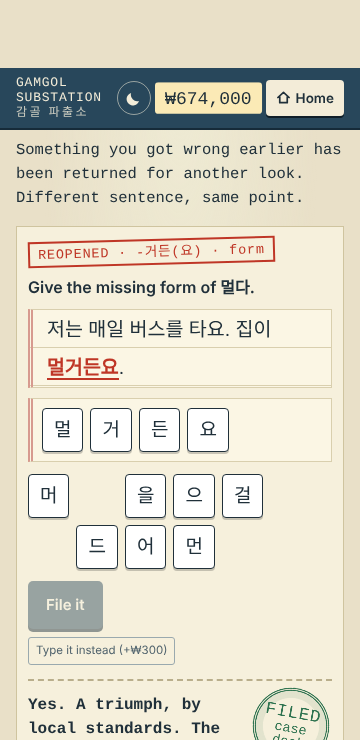 GAMGOL
SUBSTATION
감골 파출소
₩674,000
Home
Something you got wrong earlier has
been returned for another look.
Different sentence, same point.
REOPENED · -거든(요) · form
Give the missing form of 멀다.
저는 매일 버스를 타요. 집이
멀거든요.
멀 거 든 요
머 을 으 걸
드 어 먼
File it
Type it instead (+₩300)
Yes. A triumph, by
local standards. The
FILED
case